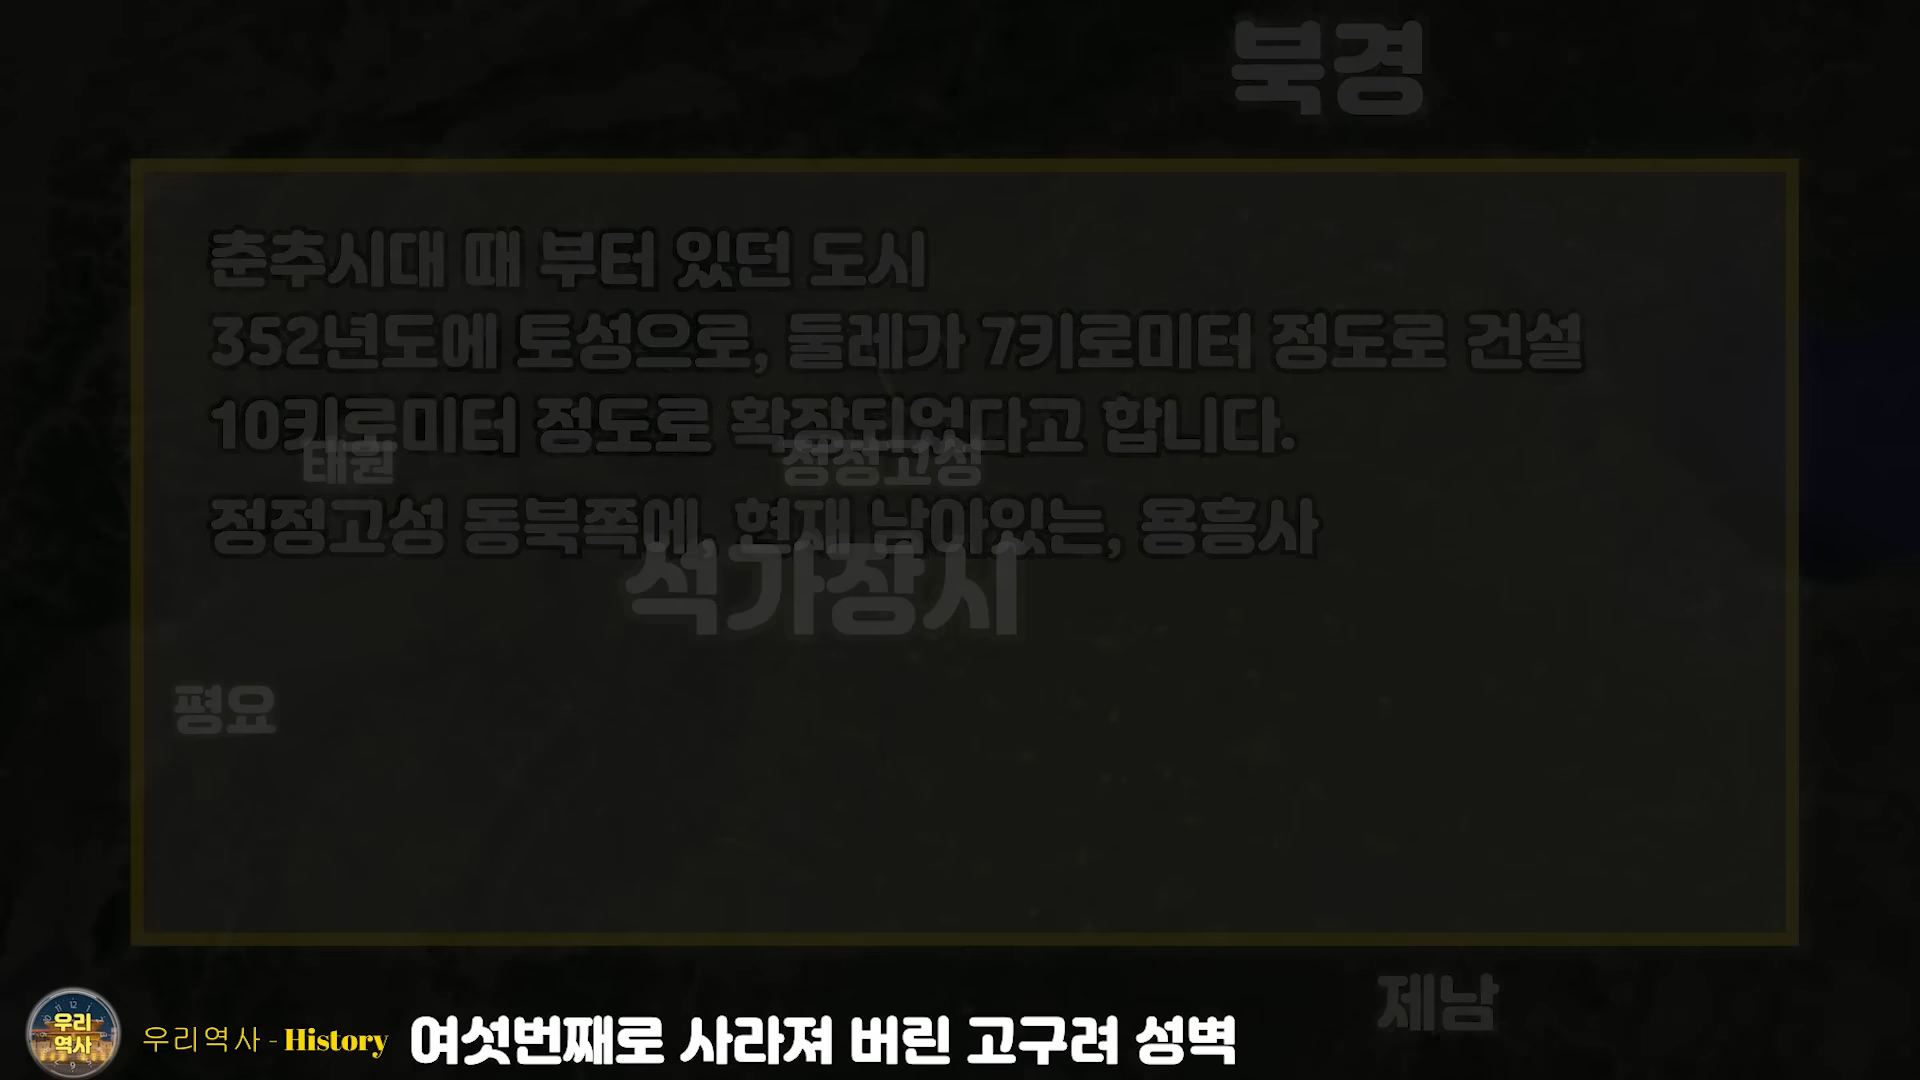 북경
춘추시대 때 부터 있던 도시
352년도에 토성으로, 둘레가 7키로미터 정도로 건설
10키로미터 정도로 확장되었다고 합니다.
태원
정정고성
정정고성 동북쪽에, 현재 남아있는, 용흥사
석가장시
평요
제남
우리
역사
우리역사 - History
여섯번째로 사라져 버린 고구려 성벽